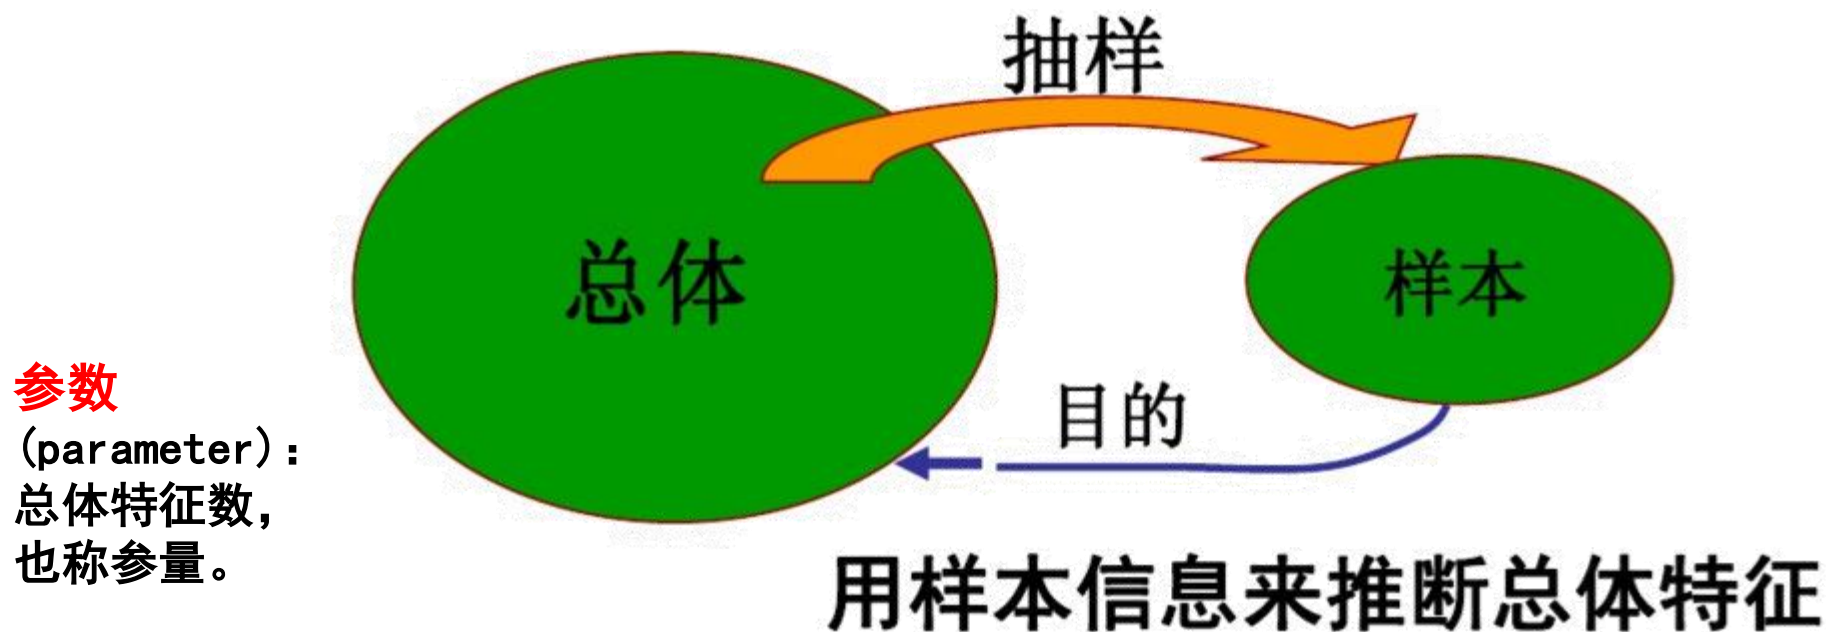 抽样
总体
样本
目的
参数
(parameter):
总体特征数,
也称参量。
用样本信息来推断总体特征